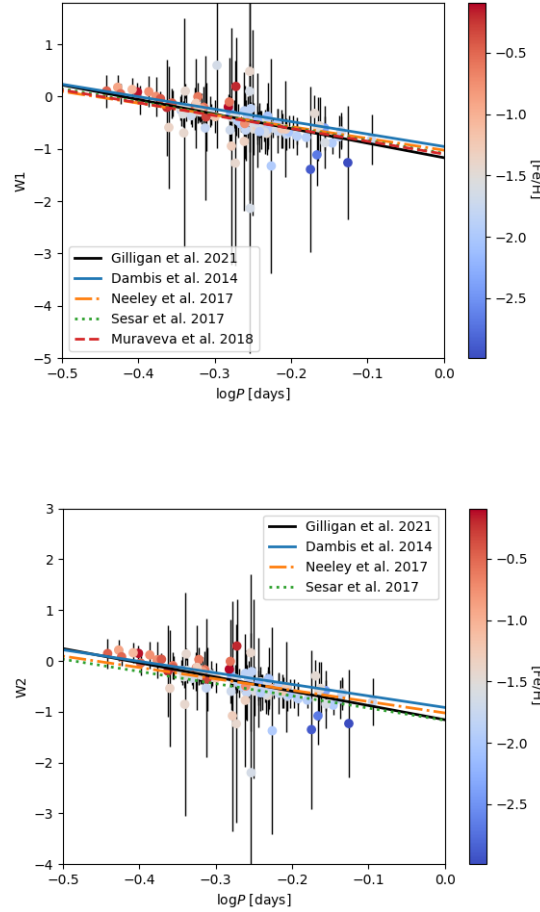 1
0
−1
−2
−3
−4
−5
W1
−0.5
−0.4
−0.3
−0.2
−0.1
0.0
logP [days]
Gilligan et al. 2021
Dambis et al. 2014
Neeley et al. 2017
Sesar et al. 2017
Muraveva et al. 2018
−0.5
−1.0
−1.5
−2.0
−2.5
[Fe/H]
3
2
1
0
−1
−2
−3
−4
W2
−0.5
−0.4
−0.3
−0.2
−0.1
0.0
logP [days]
Gilligan et al. 2021
Dambis et al. 2014
Neeley et al. 2017
Sesar et al. 2017
−0.5
−1.0
−1.5
−2.0
−2.5
[Fe/H]